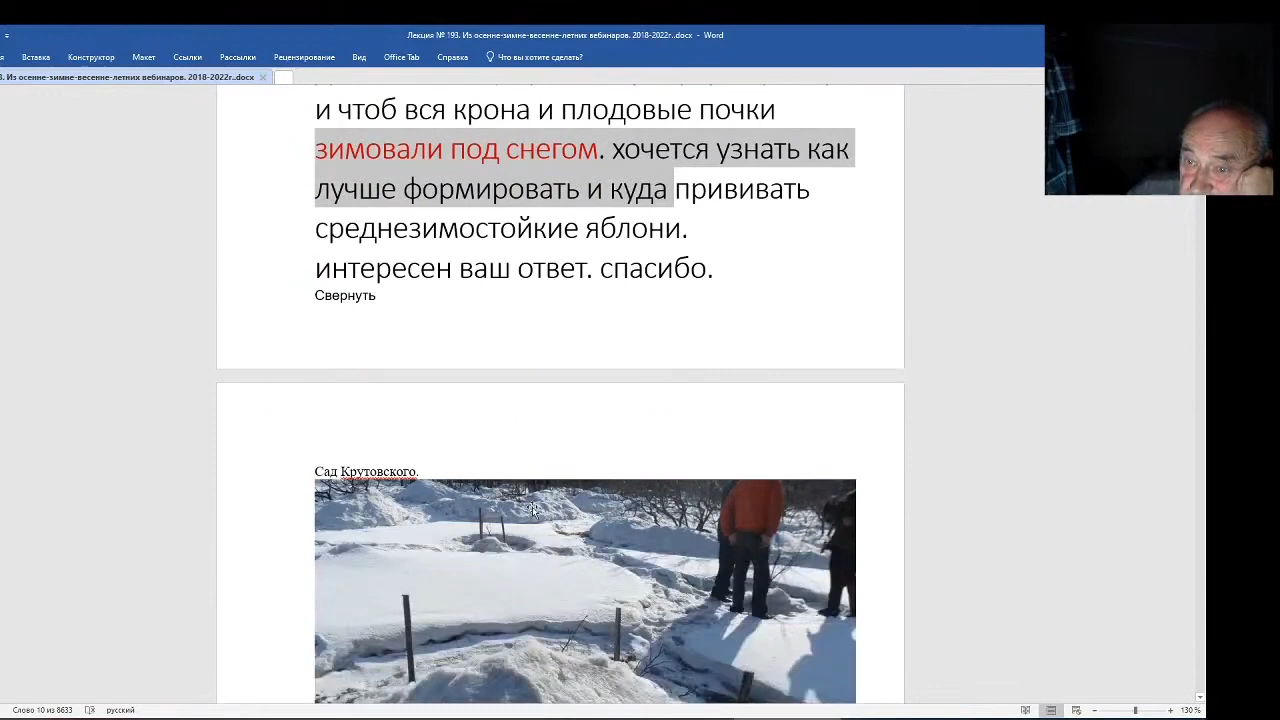 Лекция № 193. Из осенне-зимне-весенне-летних вебинаров. 2018-2022г..docx - Word
Вставка Конструктор Макет Ссылки Рассылки Рецензирование Вид Office Tab Справка Что вы хотите сделать?
3. Из осенне-зимне-весенне-летних вебинаров. 2018-2022г..docx
и чтоб вся крона и плодовые почки
зимовали под снегом. хочется узнать как
лучше формировать и куда прививать
среднезимостойкие яблони.
интересен ваш ответ. спасибо.
Свернуть
Сад Крутовского.
Слово 10 из 8633 русский 130 %